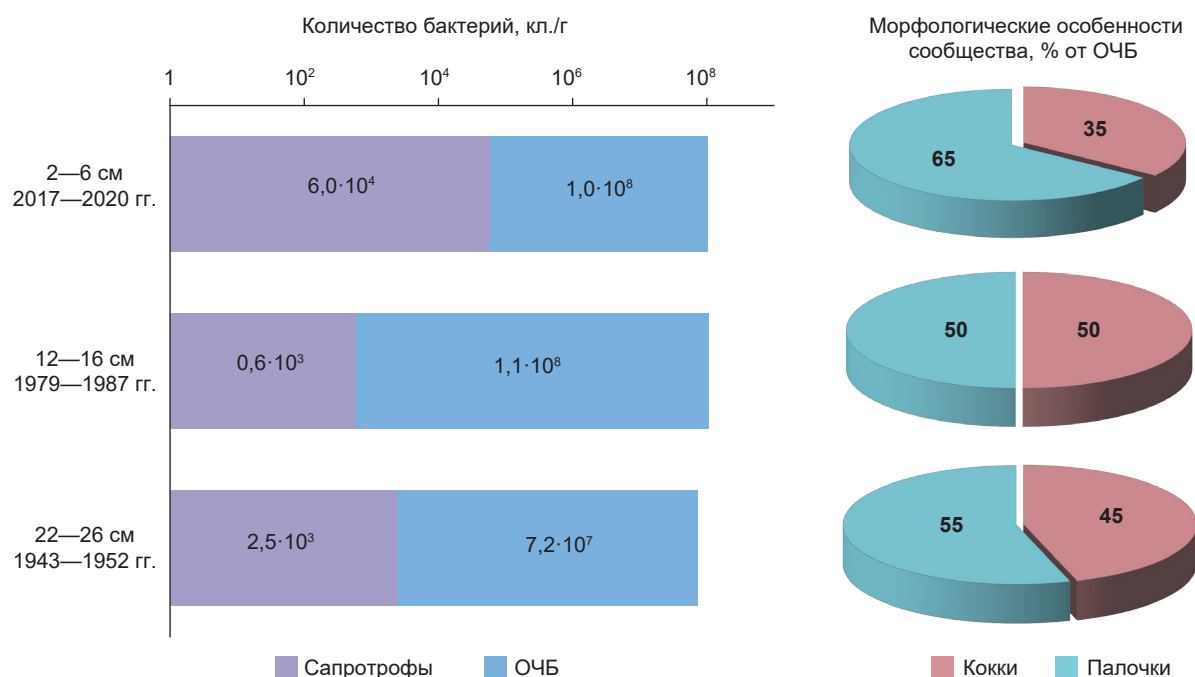 Количество бактерий, кл./г
1
10²
10⁴
10⁶
10⁸
2—6 см
2017—2020 гг.
6,0·10⁴
1,0·10⁸
12—16 см
1979—1987 гг.
0,6·10³
1,1·10⁸
22—26 см
1943—1952 гг.
2,5·10³
7,2·10⁷
Сапротрофы
ОЧБ
Морфологические особенности
сообщества, % от ОЧБ
35
65
50
50
55
45
Кокки
Палочки